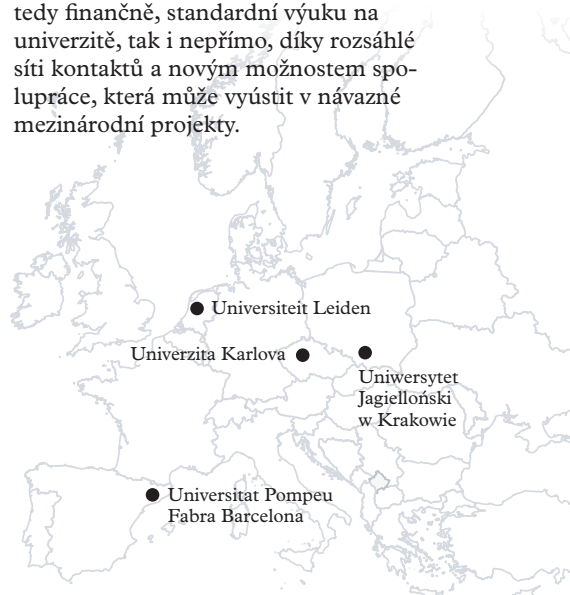 tedy finančně, standardní výuku na
univerzitě, tak i nepřímo, díky rozsáhlé
síti kontaktů a novým možnostem spo-
lupráce, která může vyústit v návazné
mezinárodní projekty.
Universiteit Leiden
Univerzita Karlova
Uniwersytet
Jagielloński
w Krakowie
Universitat Pompeu
Fabra Barcelona